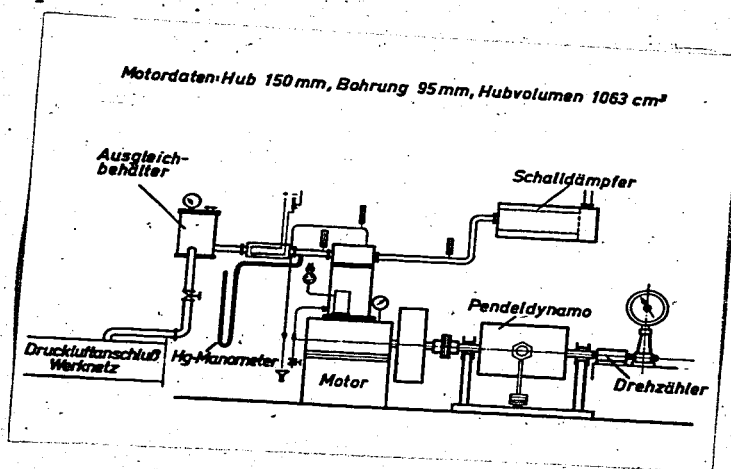 Motordaten: Hub 150 mm, Bohrung 95 mm, Hubvolumen 1063 cm³
Ausgleich-
behälter
Schalldämpfer
Pendeldynamo
Druckluftanschluß
Werknetz
Hg-Manometer
Motor
Drehzähler